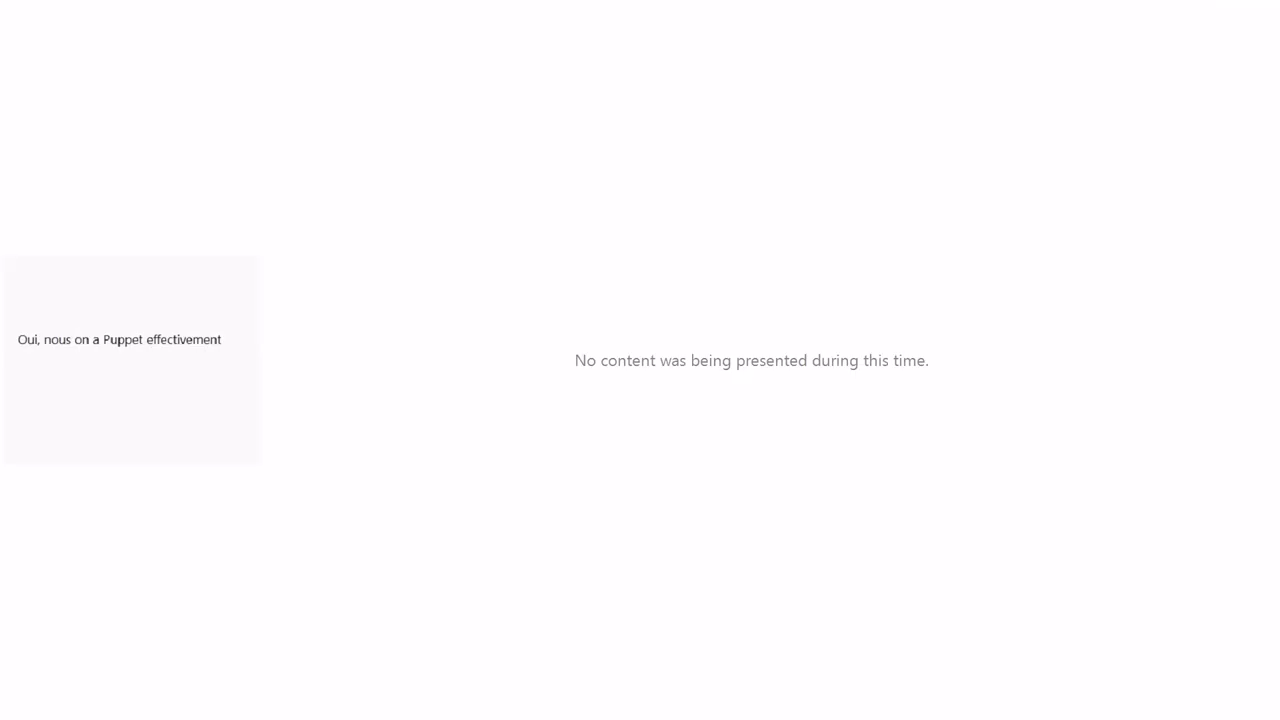 Oui, nous on a Puppet effectivement
No content was being presented during this time.